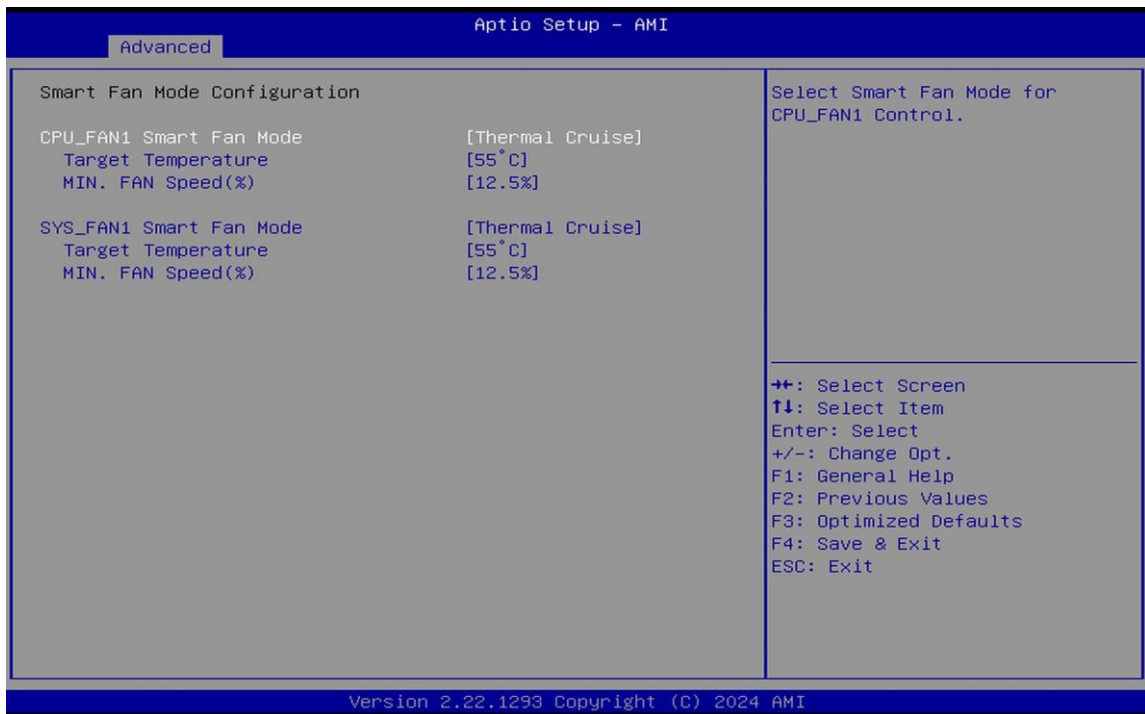 Aptio Setup – AMI
Advanced
Smart Fan Mode Configuration
CPU_FAN1 Smart Fan Mode [Thermal Cruise]
Target Temperature [55°C]
MIN. FAN Speed(%) [12.5%]
SYS_FAN1 Smart Fan Mode [Thermal Cruise]
Target Temperature [55°C]
MIN. FAN Speed(%) [12.5%]
Select Smart Fan Mode for
CPU_FAN1 Control.
→←: Select Screen
↑↓: Select Item
Enter: Select
+/-: Change Opt.
F1: General Help
F2: Previous Values
F3: Optimized Defaults
F4: Save & Exit
ESC: Exit
Version 2.22.1293 Copyright (C) 2024 AMI